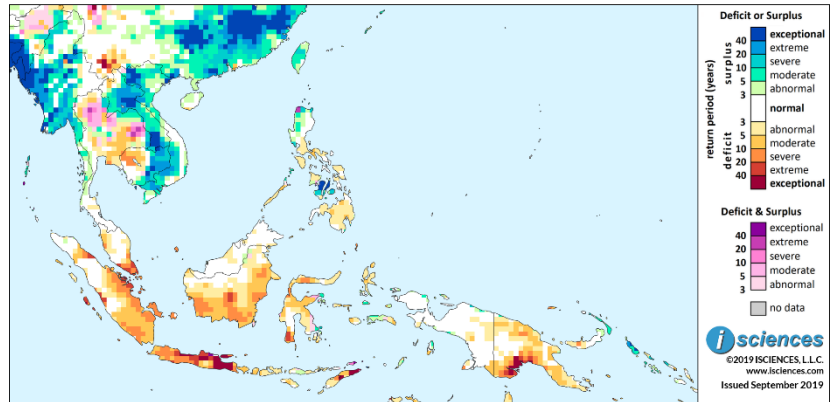 Deficit or Surplus
exceptional
40
extreme
20
severe
10
moderate
5
abnormal
3
normal
3
abnormal
5
moderate
10
severe
20
extreme
40
exceptional
return period (years)
surplus
deficit
Deficit & Surplus
exceptional
40
extreme
20
severe
10
moderate
5
abnormal
3
no data
i sciences
©2019 ISCIENCES, L.L.C.
www.isciences.com
Issued September 2019